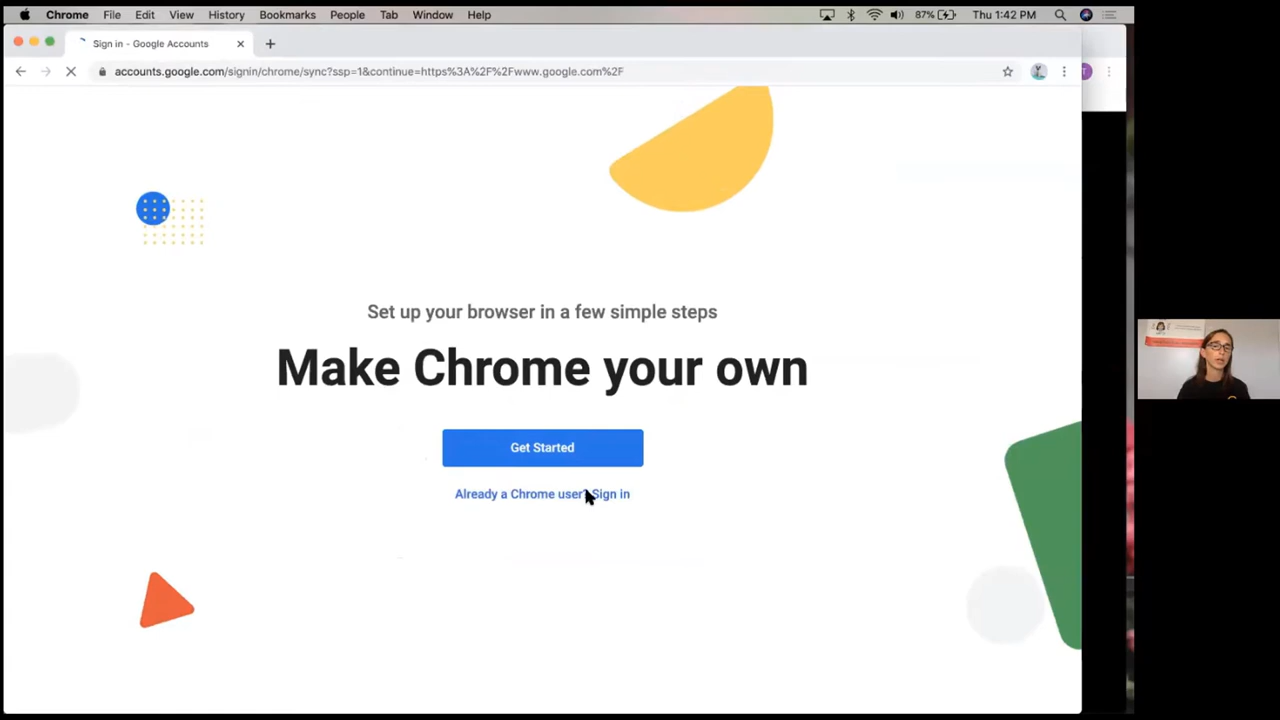 Chrome File Edit View History Bookmarks People Tab Window Help 87% Thu 1:42 PM
Sign in - Google Accounts
accounts.google.com/signin/chrome/sync?ssp=1&continue=https%3A%2F%2Fwww.google.com%2F
T
Set up your browser in a few simple steps
Make Chrome your own
Get Started
Already a Chrome user? Sign in